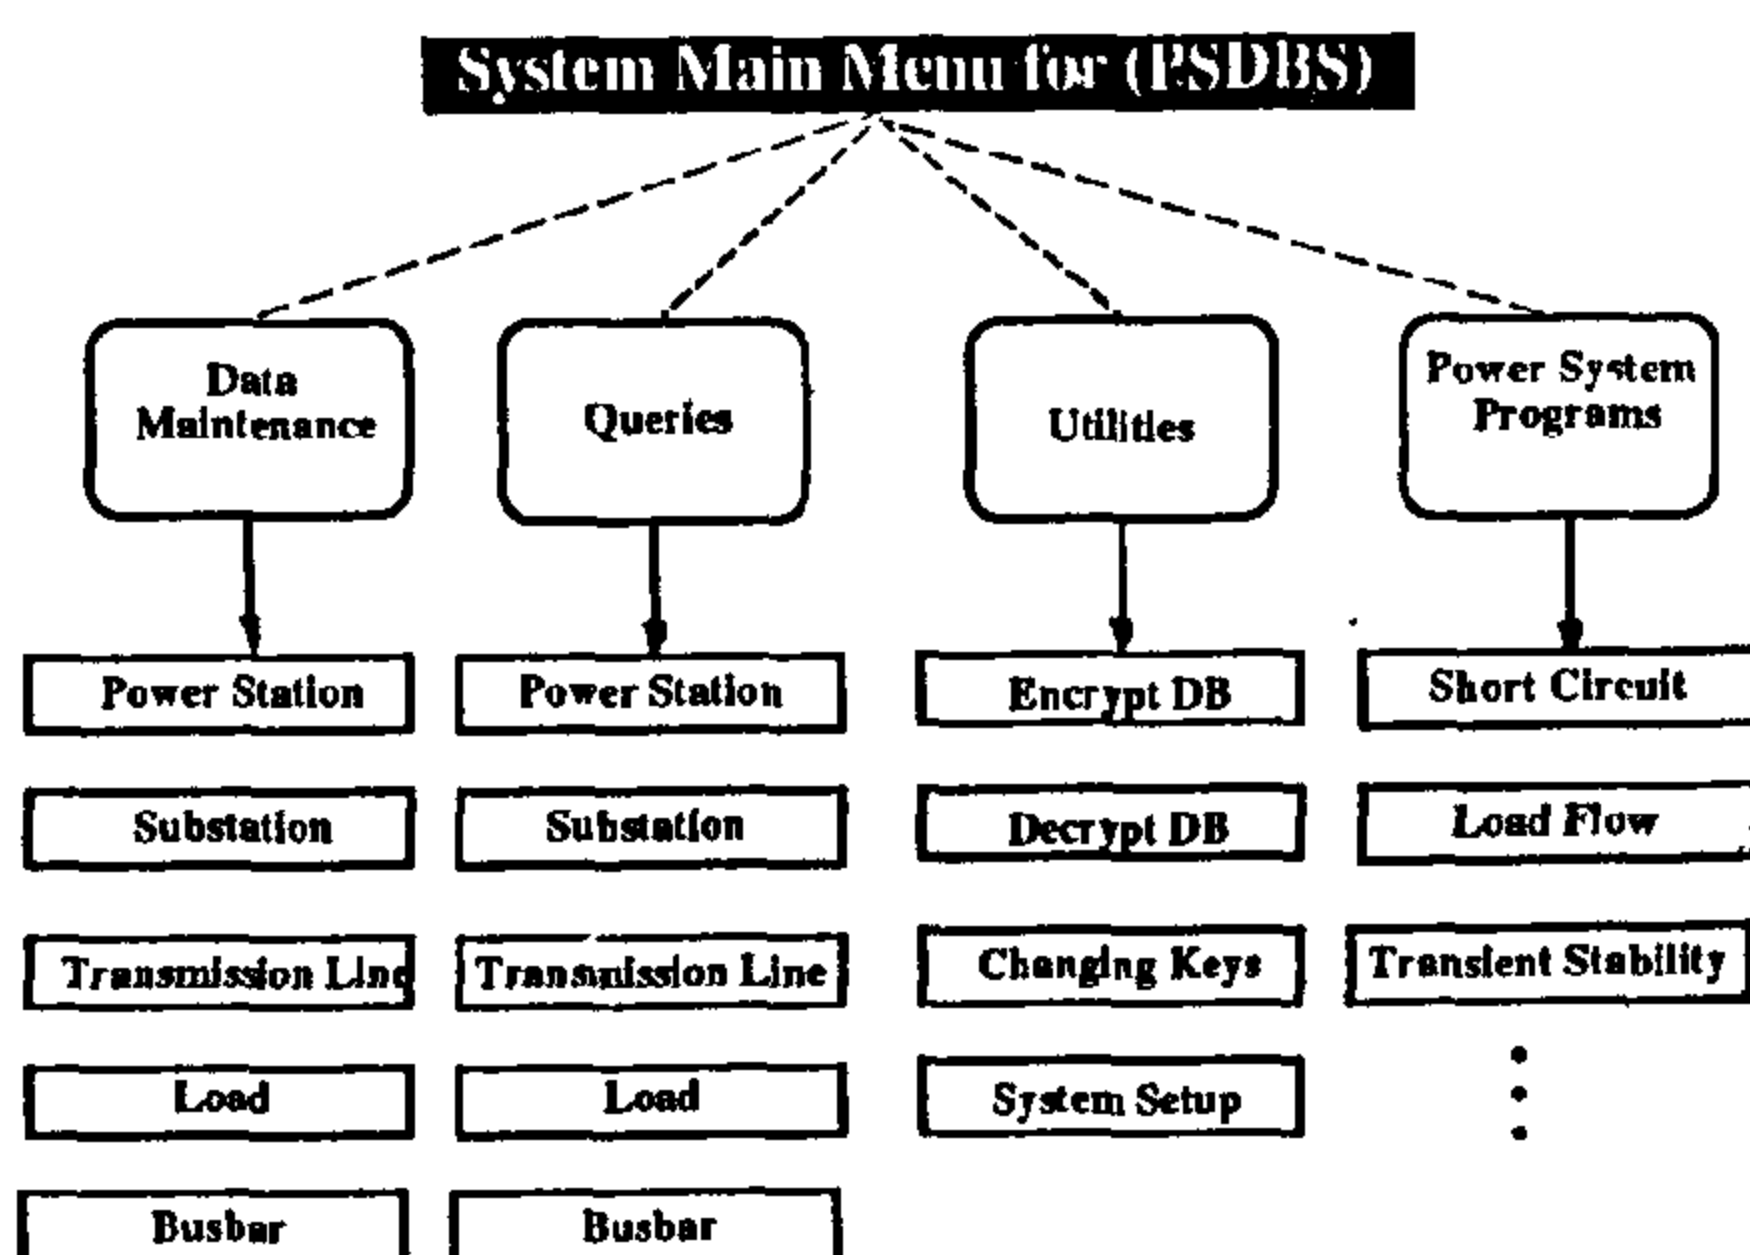 System Main Menu for (PSDBS)
Data
Maintenance
Queries
Utilities
Power System
Programs
Power Station
Power Station
Encrypt DB
Short Circuit
Substation
Substation
Decrypt DB
Load Flow
Transmission Line
Transmission Line
Changing Keys
Transient Stability
Load
Load
System Setup
Busbar
Busbar